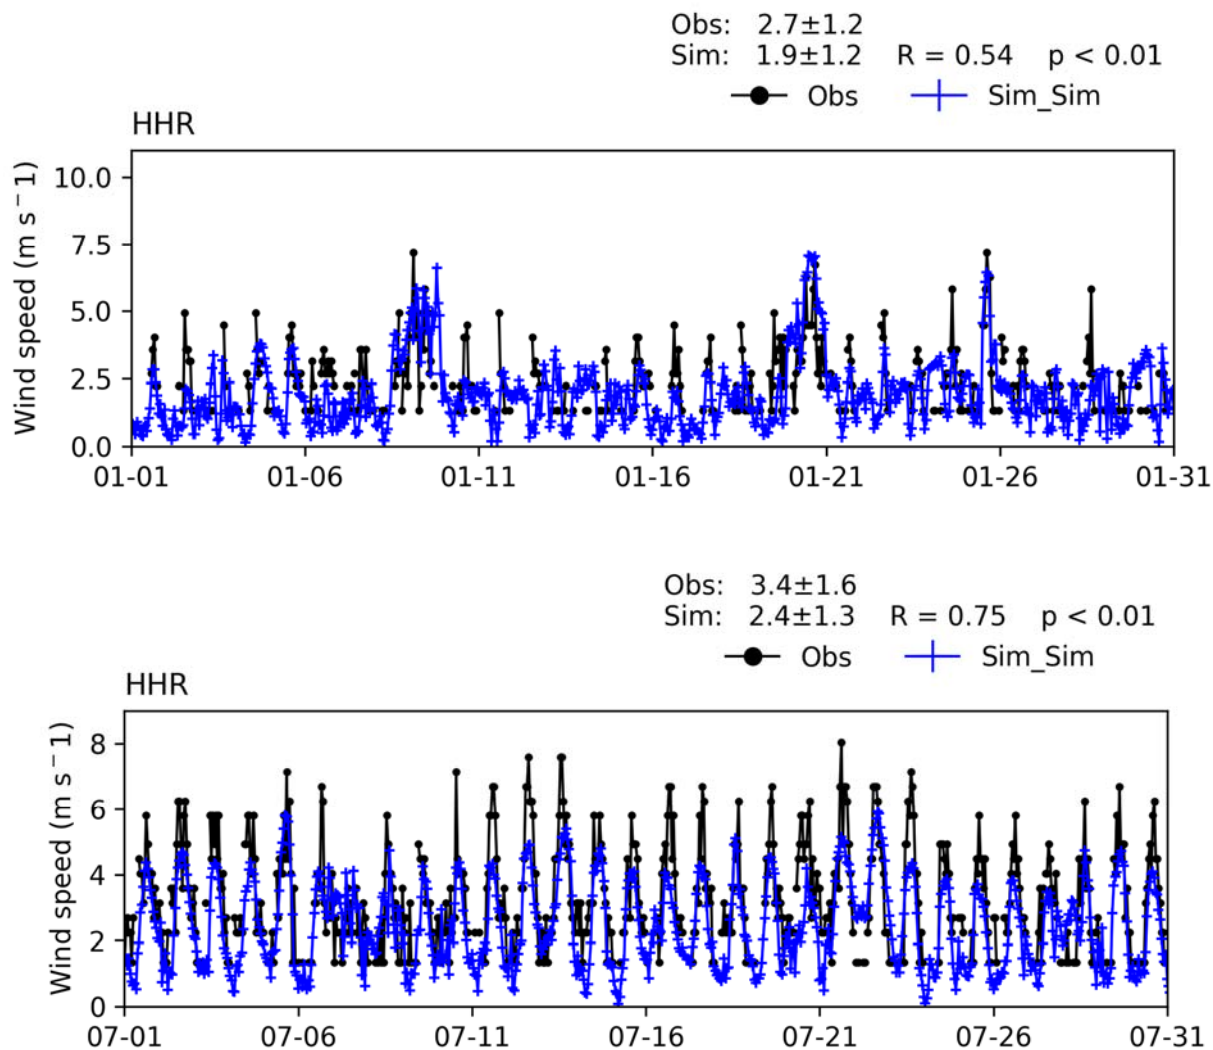 Obs: 2.7±1.2
Sim: 1.9±1.2 R = 0.54 p < 0.01
Obs Sim_Sim
HHR
Wind speed (m s⁻1)
10.0
7.5
5.0
2.5
0.0
01-01 01-06 01-11 01-16 01-21 01-26 01-31
Obs: 3.4±1.6
Sim: 2.4±1.3 R = 0.75 p < 0.01
Obs Sim_Sim
HHR
Wind speed (m s⁻1)
8
6
4
2
0
07-01 07-06 07-11 07-16 07-21 07-26 07-31